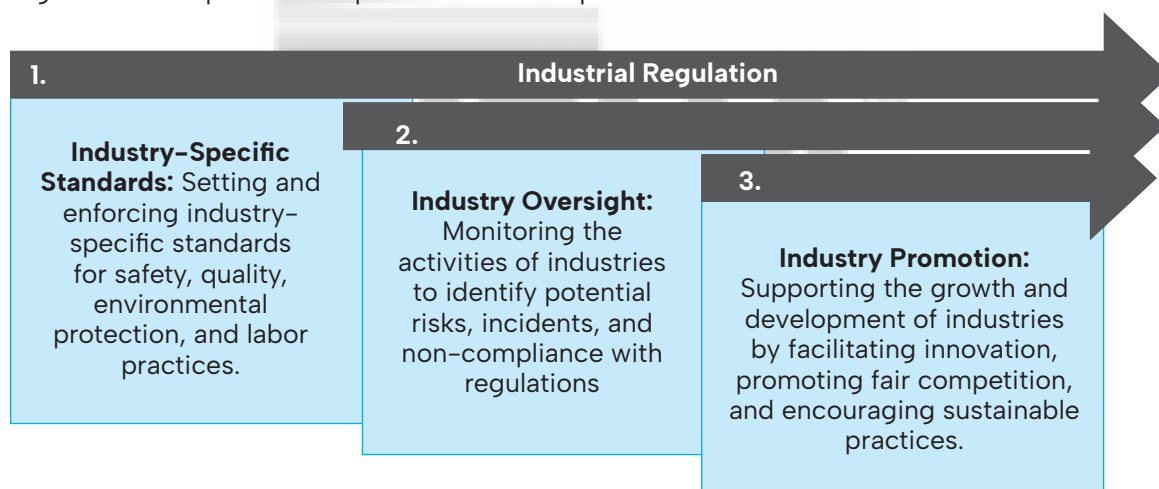 1.
Industrial Regulation
Industry-Specific
Standards: Setting and
enforcing industry-
specific standards
for safety, quality,
environmental
protection, and labor
practices.
2.
Industry Oversight:
Monitoring the
activities of industries
to identify potential
risks, incidents, and
non-compliance with
regulations
3.
Industry Promotion:
Supporting the growth and
development of industries
by facilitating innovation,
promoting fair competition,
and encouraging sustainable
practices.